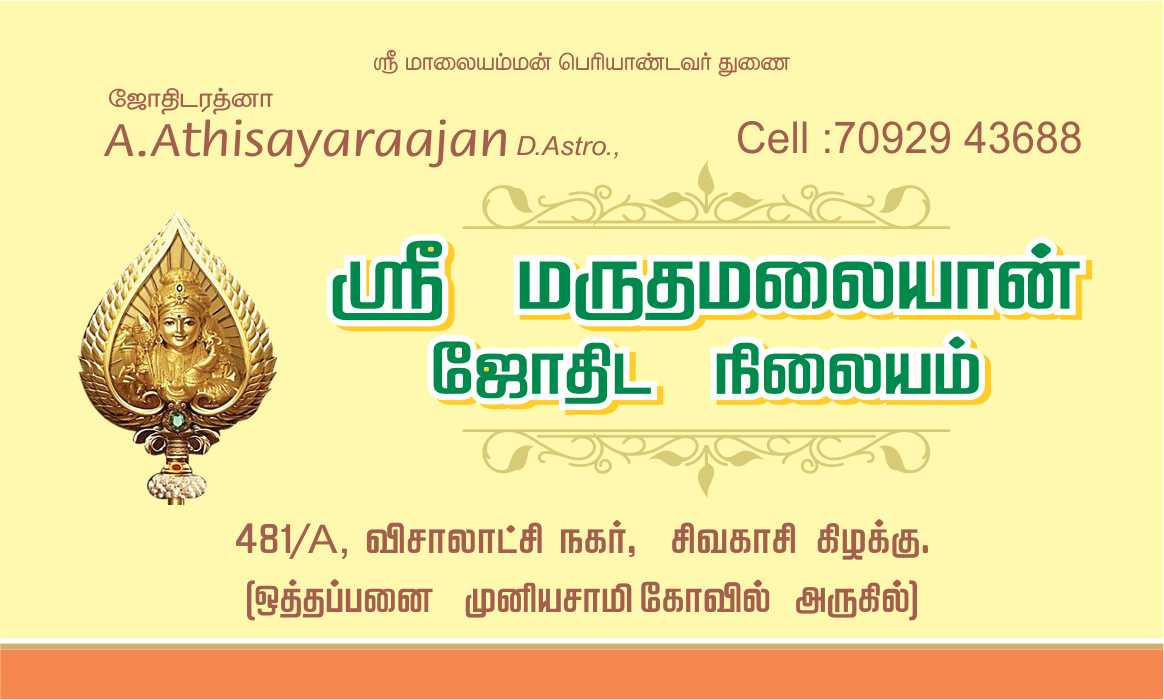 ஸ்ரீ மாலையம்மன் பெரியாண்டவர் துணை
ஜோதிடரத்னா
A.Athisayaraajan D.Astro.,
Cell :70929 43688
ஸ்ரீ மருதமலையான்
ஜோதிட நிலையம்
481/A, விசாலாட்சி நகர், சிவகாசி கிழக்கு.
(ஒத்தப்பனை முனியசாமி கோவில் அருகில்)